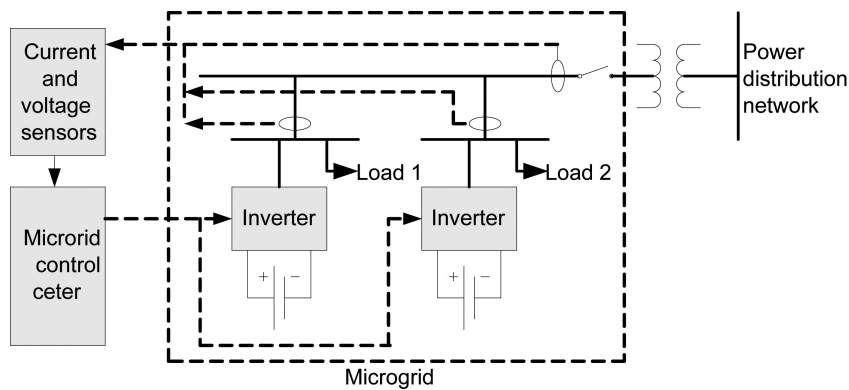 Current
and
voltage
sensors
Power
distribution
network
Load 1
Load 2
Microrid
control
ceter
Inverter
Inverter
+ −
+ −
Microgrid